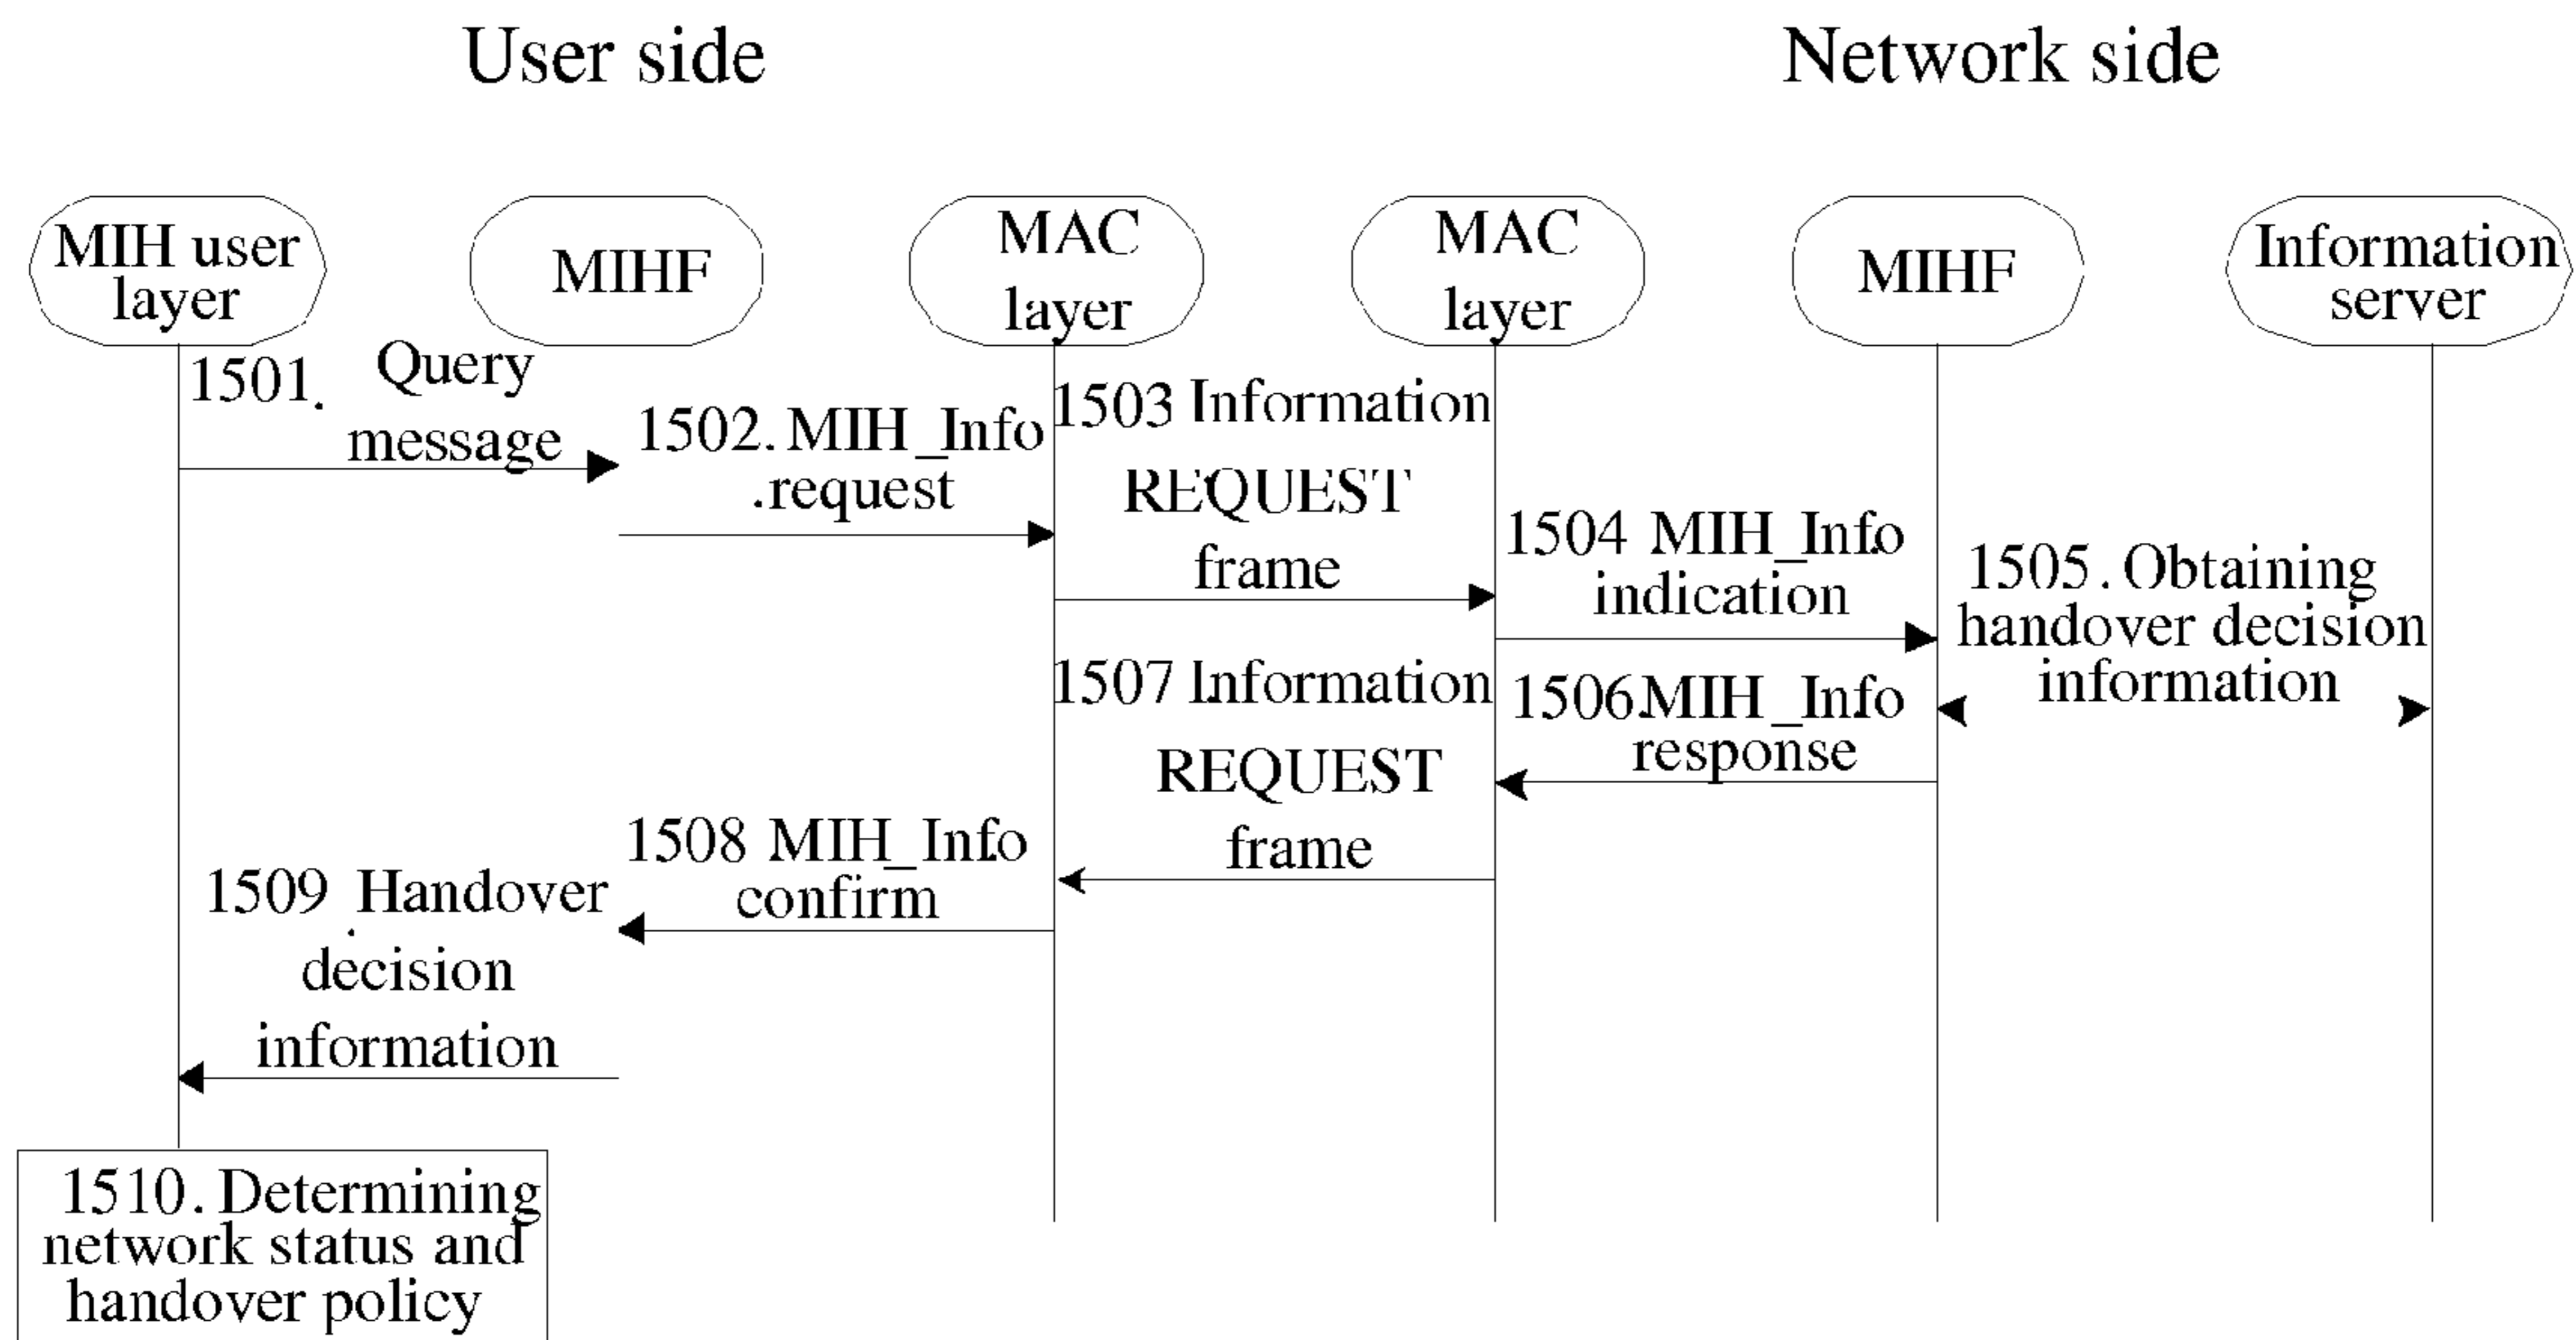 User side
Network side
MIH user
layer
MIHF
MAC
layer
MAC
layer
MIHF
Information
server
1501.
Query
message
1502. MIH_Info
.request
1503 Information
REQUEST
frame
1504 MIH_Info
indication
1505. Obtaining
handover decision
information
1506.MIH_Info
response
1507 Information
REQUEST
frame
1508 MIH_Info
confirm
1509 .Handover
decision
information
1510. Determining
network status and
handover policy